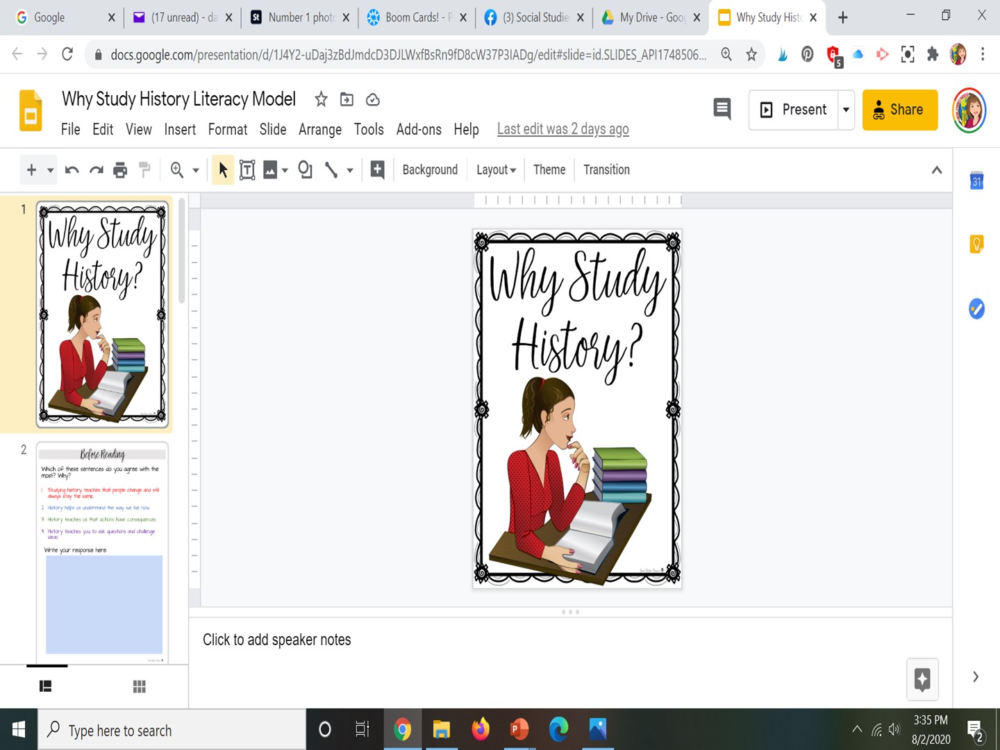 Google
(17 unread) - da
Number 1 photo
Boom Cards! - P
(3) Social Studie
My Drive - Goog
Why Study Histo
docs.google.com/presentation/d/1J4Y2-uDaj3zBdJmdcD3DJLWxfBsRn9fD8cW37P3IADg/edit#slide=id.SLIDES_API1748506...
5
Why Study History Literacy Model
File Edit View Insert Format Slide Arrange Tools Add-ons Help Last edit was 2 days ago
Present
Share
Background Layout Theme Transition
31
1
Why Study
History?
2
Before Reading
Which of these sentences do you agree with the
most? Why?
1. Studying history teaches that people change and still
always stay the same.
2. History helps us understand the way we live now.
3. History teaches us that actions have consequences.
4. History teaches you to ask questions and challenge
ideas.
Write your response here:
Why Study
History?
Click to add speaker notes
Type here to search
3:35 PM
8/2/2020
2